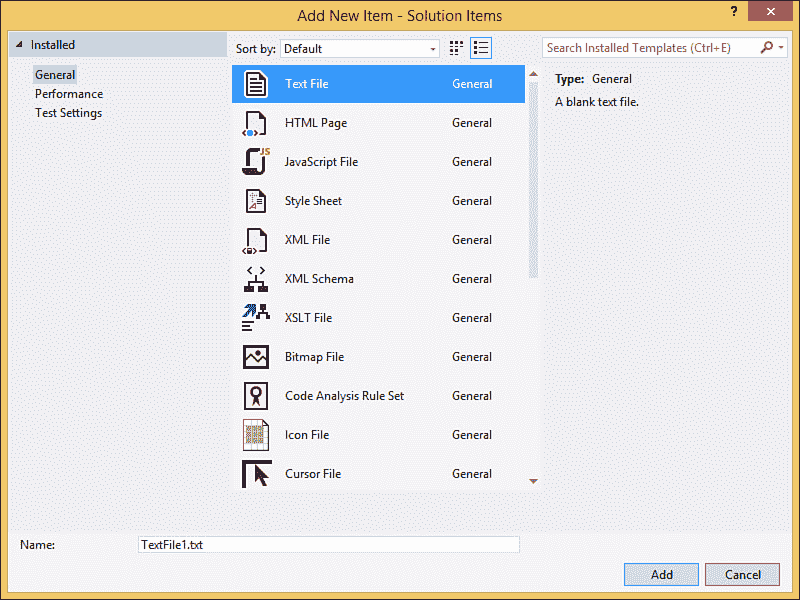 Add New Item - Solution Items
?
Installed
General
Performance
Test Settings
Sort by: Default
Search Installed Templates (Ctrl+E)
Text File General
HTML Page General
JS
JavaScript File General
Style Sheet General
XML File General
XML Schema General
XSLT File General
Bitmap File General
Code Analysis Rule Set General
Icon File General
Cursor File General
Type: General
A blank text file.
Name: TextFile1.txt
Add Cancel